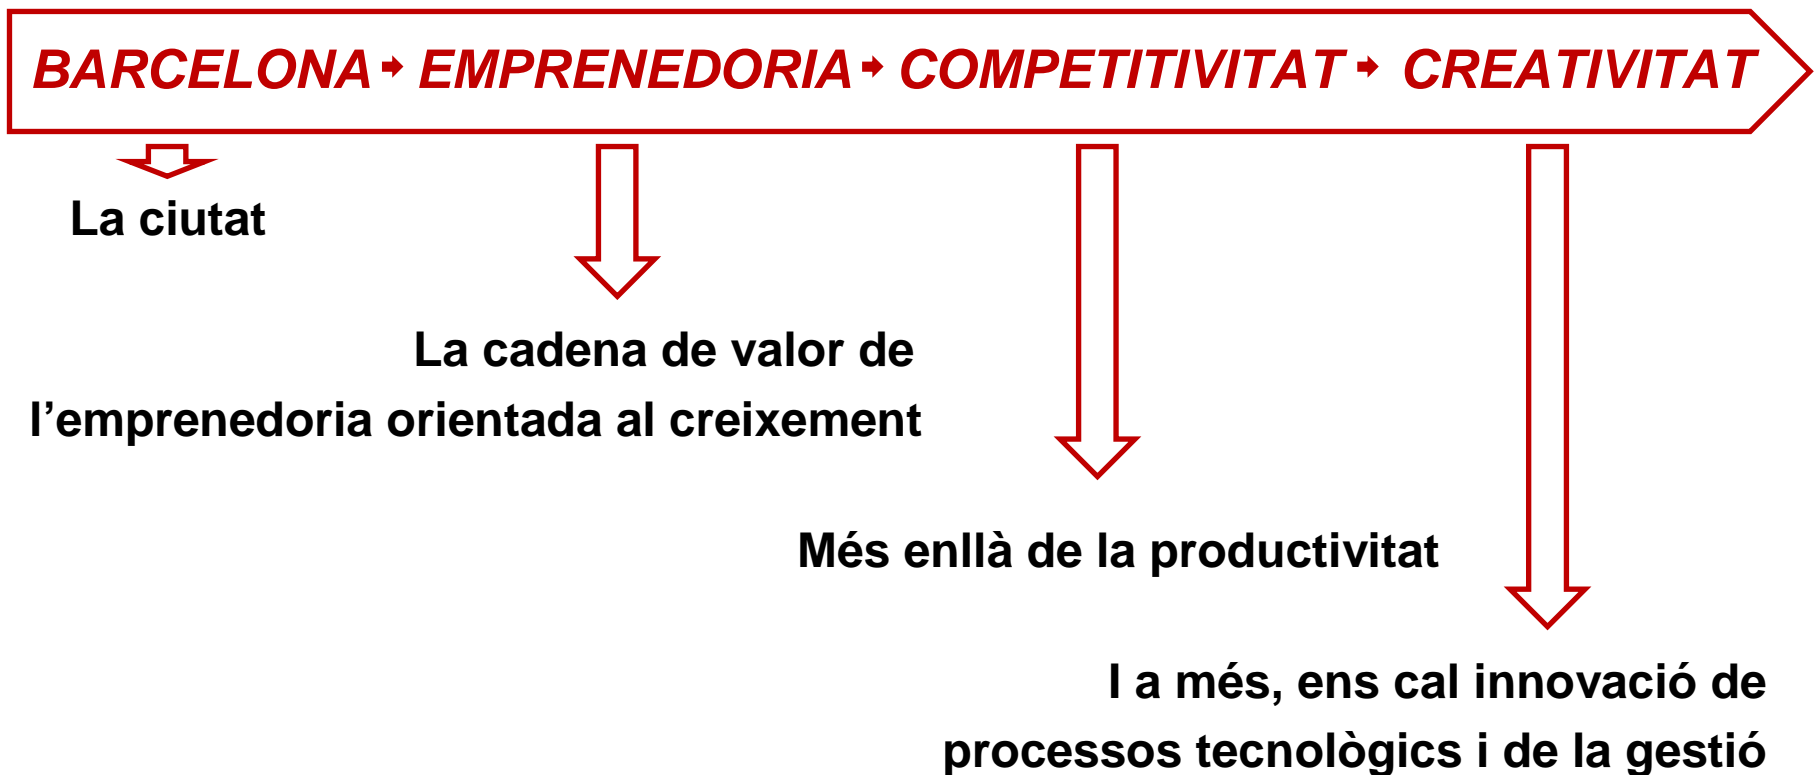 BARCELONA → EMPRENEDORIA → COMPETITIVITAT → CREATIVITAT
La ciutat
La cadena de valor de
l’emprenedoria orientada al creixement
Més enllà de la productivitat
I a més, ens cal innovació de
processos tecnològics i de la gestió